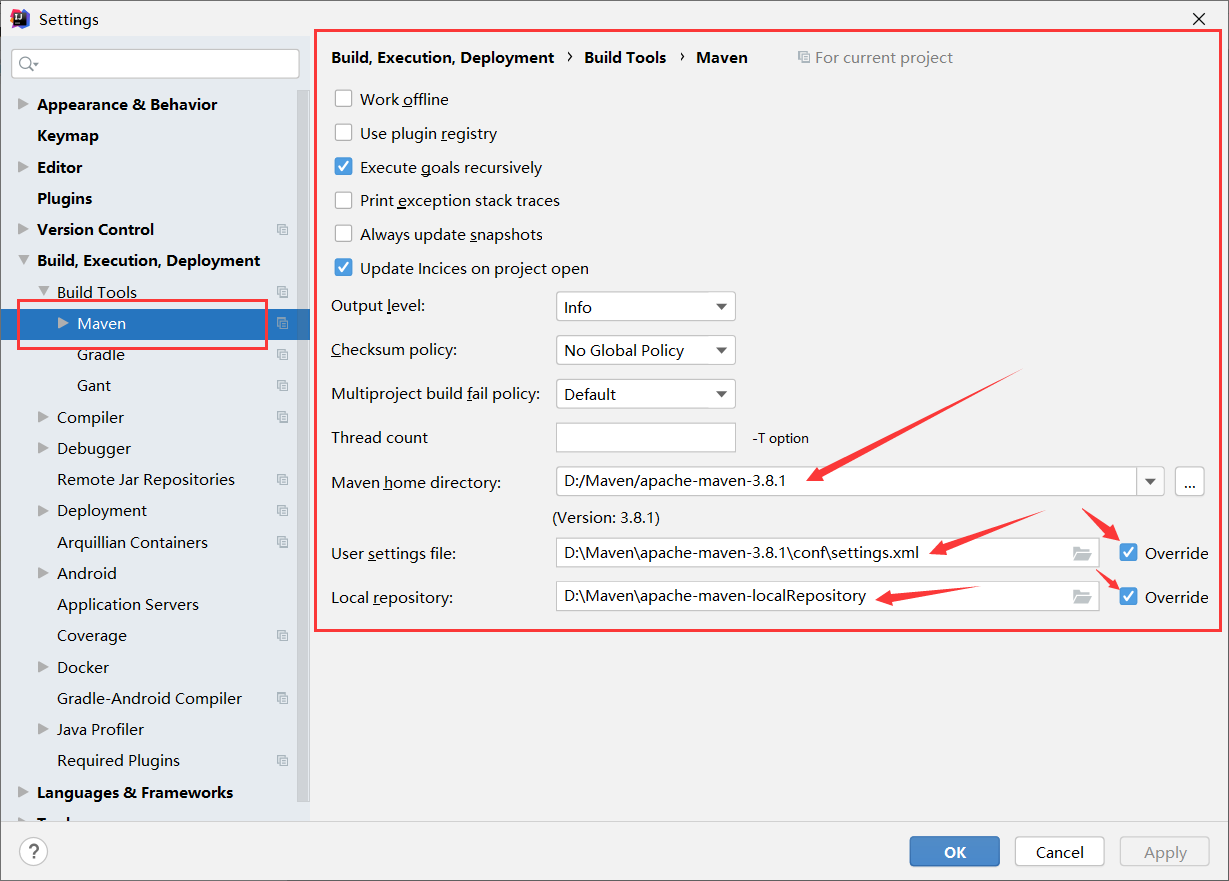 Settings
Appearance & Behavior
Keymap
Editor
Plugins
Version Control
Build, Execution, Deployment
Build Tools
Maven
Gradle
Gant
Compiler
Debugger
Remote Jar Repositories
Deployment
Arquillian Containers
Android
Application Servers
Coverage
Docker
Gradle-Android Compiler
Java Profiler
Required Plugins
Languages & Frameworks
Build, Execution, Deployment › Build Tools › Maven For current project
Work offline
Use plugin registry
Execute goals recursively
Print exception stack traces
Always update snapshots
Update Incices on project open
Output level: Info
Checksum policy: No Global Policy
Multiproject build fail policy: Default
Thread count -T option
Maven home directory: D:/Maven/apache-maven-3.8.1 ...
(Version: 3.8.1)
User settings file: D:\Maven\apache-maven-3.8.1\conf\settings.xml Override
Local repository: D:\Maven\apache-maven-localRepository Override
? OK Cancel Apply